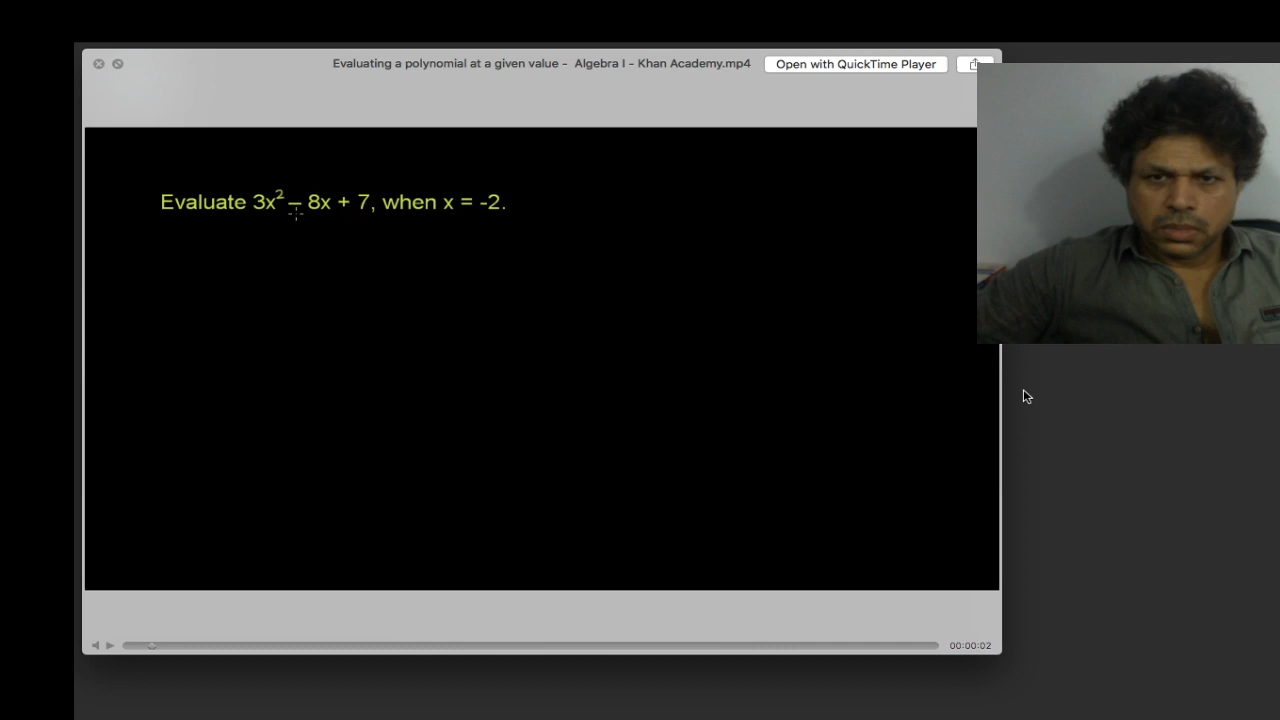 Evaluating a polynomial at a given value - Algebra I - Khan Academy.mp4
Open with QuickTime Player
Evaluate 3x² – 8x + 7, when x = -2.
00:00:02